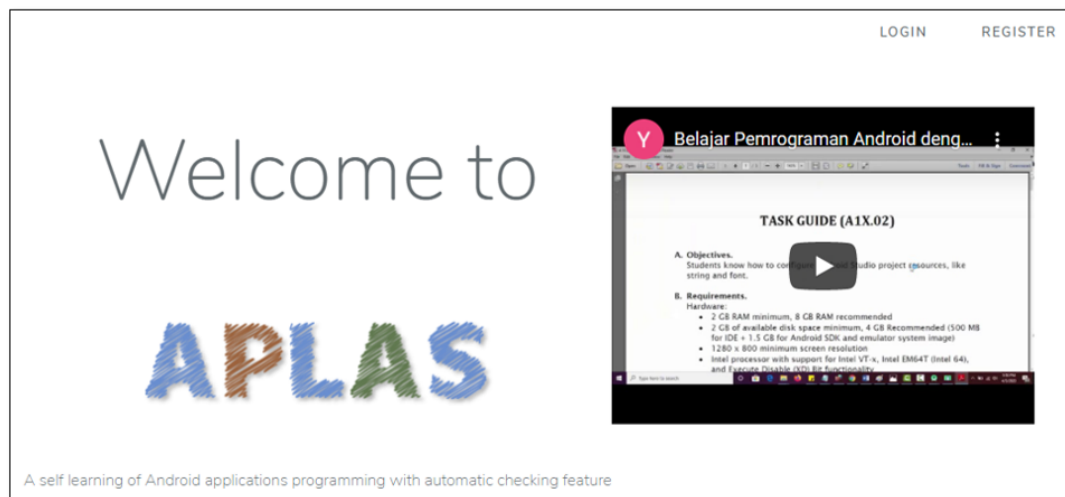 LOGIN REGISTER
Welcome to
APLAS
Y Belajar Pemrograman Android deng...
TASK GUIDE (A1X.02)
A. Objectives.
Students know how to Studio project resources, like
string and font.
B. Requirements.
Hardware:
• 2 GB RAM minimum, 8 GB RAM recommended
• 2 GB of available disk space minimum, 4 GB Recommended (500 MB
for IDE + 1.5 GB for Android SDK and emulator system image)
• 1280 x 800 minimum screen resolution
• Intel processor with support for Intel VT-x, Intel EM64T (Intel 64),
and Execute Disable (XD) Bit functionality
Type here to search
A self learning of Android applications programming with automatic checking feature